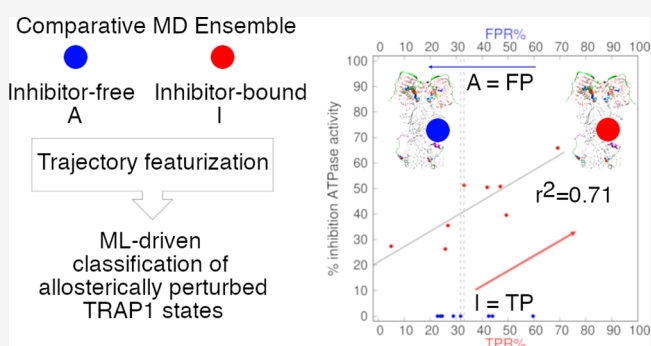 Comparative MD Ensemble
Inhibitor-free
A
Inhibitor-bound
I
Trajectory featurization
ML-driven
classification of
allosterically perturbed
TRAP1 states
FPR%
0 10 20 30 40 50 60 70 80 90 100
A = FP
% inhibition ATPase activity
100
90
80
70
60
50
40
30
20
10
0
r2=0.71
I = TP
0 10 20 30 40 50 60 70 80 90 100
TPR%